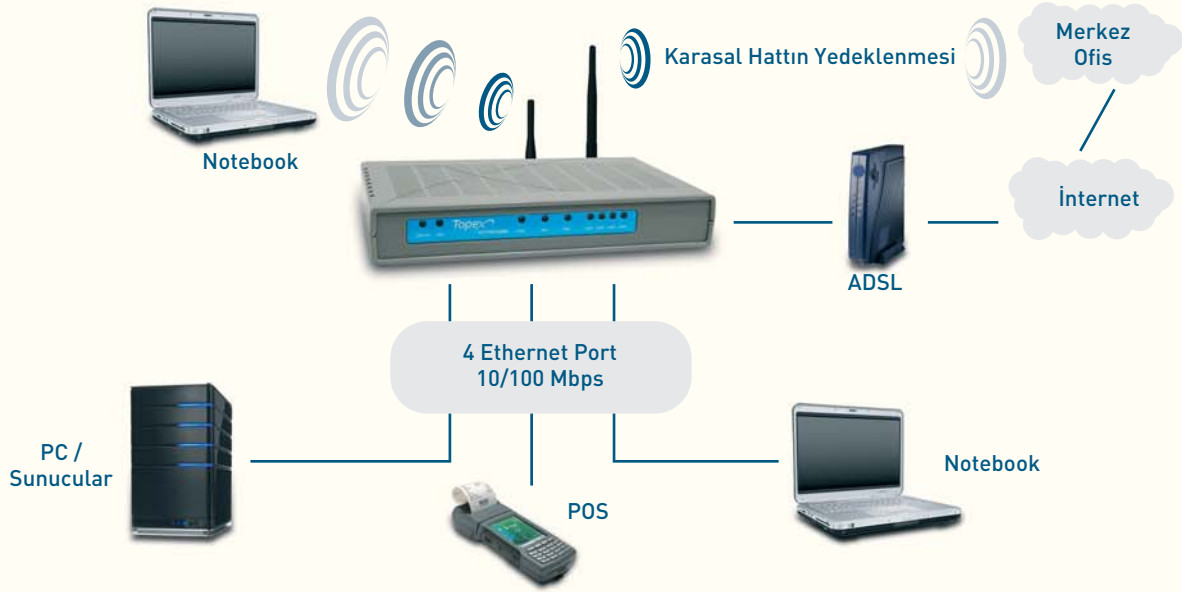 Merkez
Ofis
Karasal Hattın Yedeklenmesi
Notebook
İnternet
Topex
ADSL
4 Ethernet Port
10/100 Mbps
PC /
Sunucular
POS
Notebook